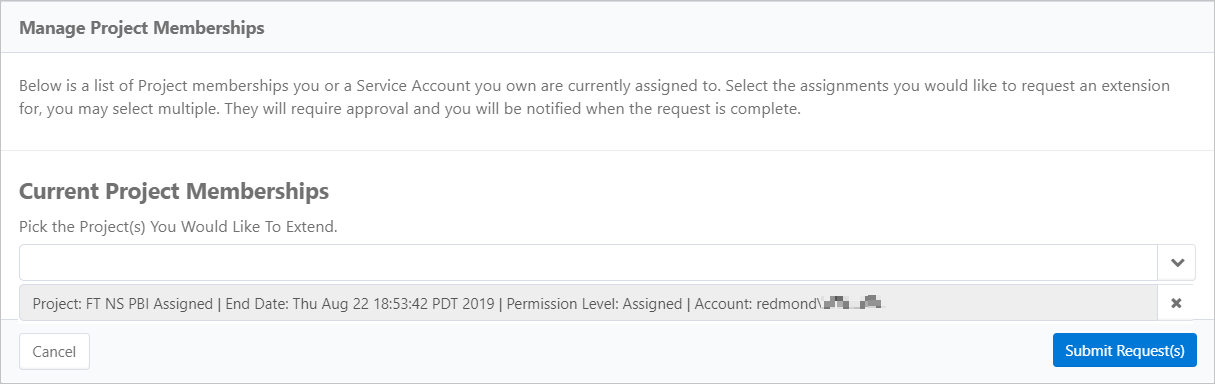 Manage Project Memberships
Below is a list of Project memberships you or a Service Account you own are currently assigned to. Select the assignments you would like to request an extension
for, you may select multiple. They will require approval and you will be notified when the request is complete.
Current Project Memberships
Pick the Project(s) You Would Like To Extend.
Project: FT NS PBI Assigned | End Date: Thu Aug 22 18:53:42 PDT 2019 | Permission Level: Assigned | Account: redmond\
Cancel
Submit Request(s)